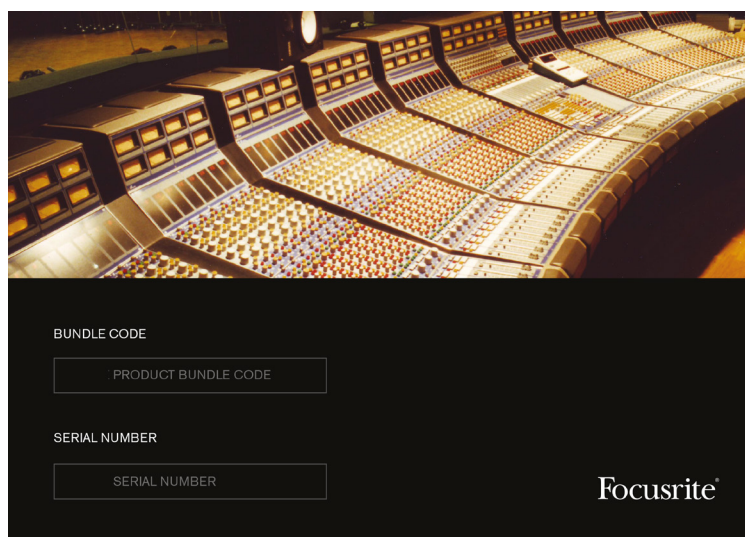 BUNDLE CODE
PRODUCT BUNDLE CODE
SERIAL NUMBER
SERIAL NUMBER
Focusrite®